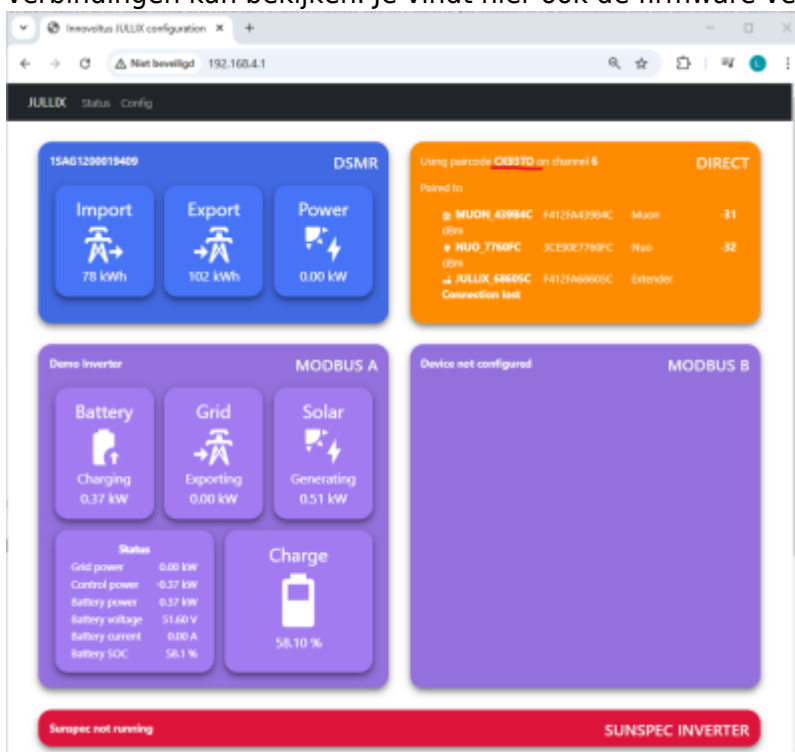 verbindingen kan bekijken. Je vindt hier ook de firmware ve
Innovoltus JULLIX configuration
Niet beveiligd 192.168.4.1
JULLIX Status Config
1SAG1200019409 DSMR
Import Export Power
78 kWh 102 kWh 0.00 kW
Using paircode on channel 6 DIRECT
Paired to
MUON_43984C Muon -31
dBm
NUO_7760FC 3CE90E7760FC Nuo -32
dBm
JULLIX_68605C F412FA68605C Extender
Connection lost
Demo Inverter MODBUS A
Battery Grid Solar
Charging Exporting Generating
0.37 kW 0.00 kW 0.51 kW
Status
Grid power 0.00 kW
Control power -0.37 kW
Battery power 0.37 kW
Battery voltage 51.60 V
Battery current 0.00 A
Battery SOC 58.1 %
Charge
58.10 %
Device not configured MODBUS B
Sunspec not running SUNSPEC INVERTER